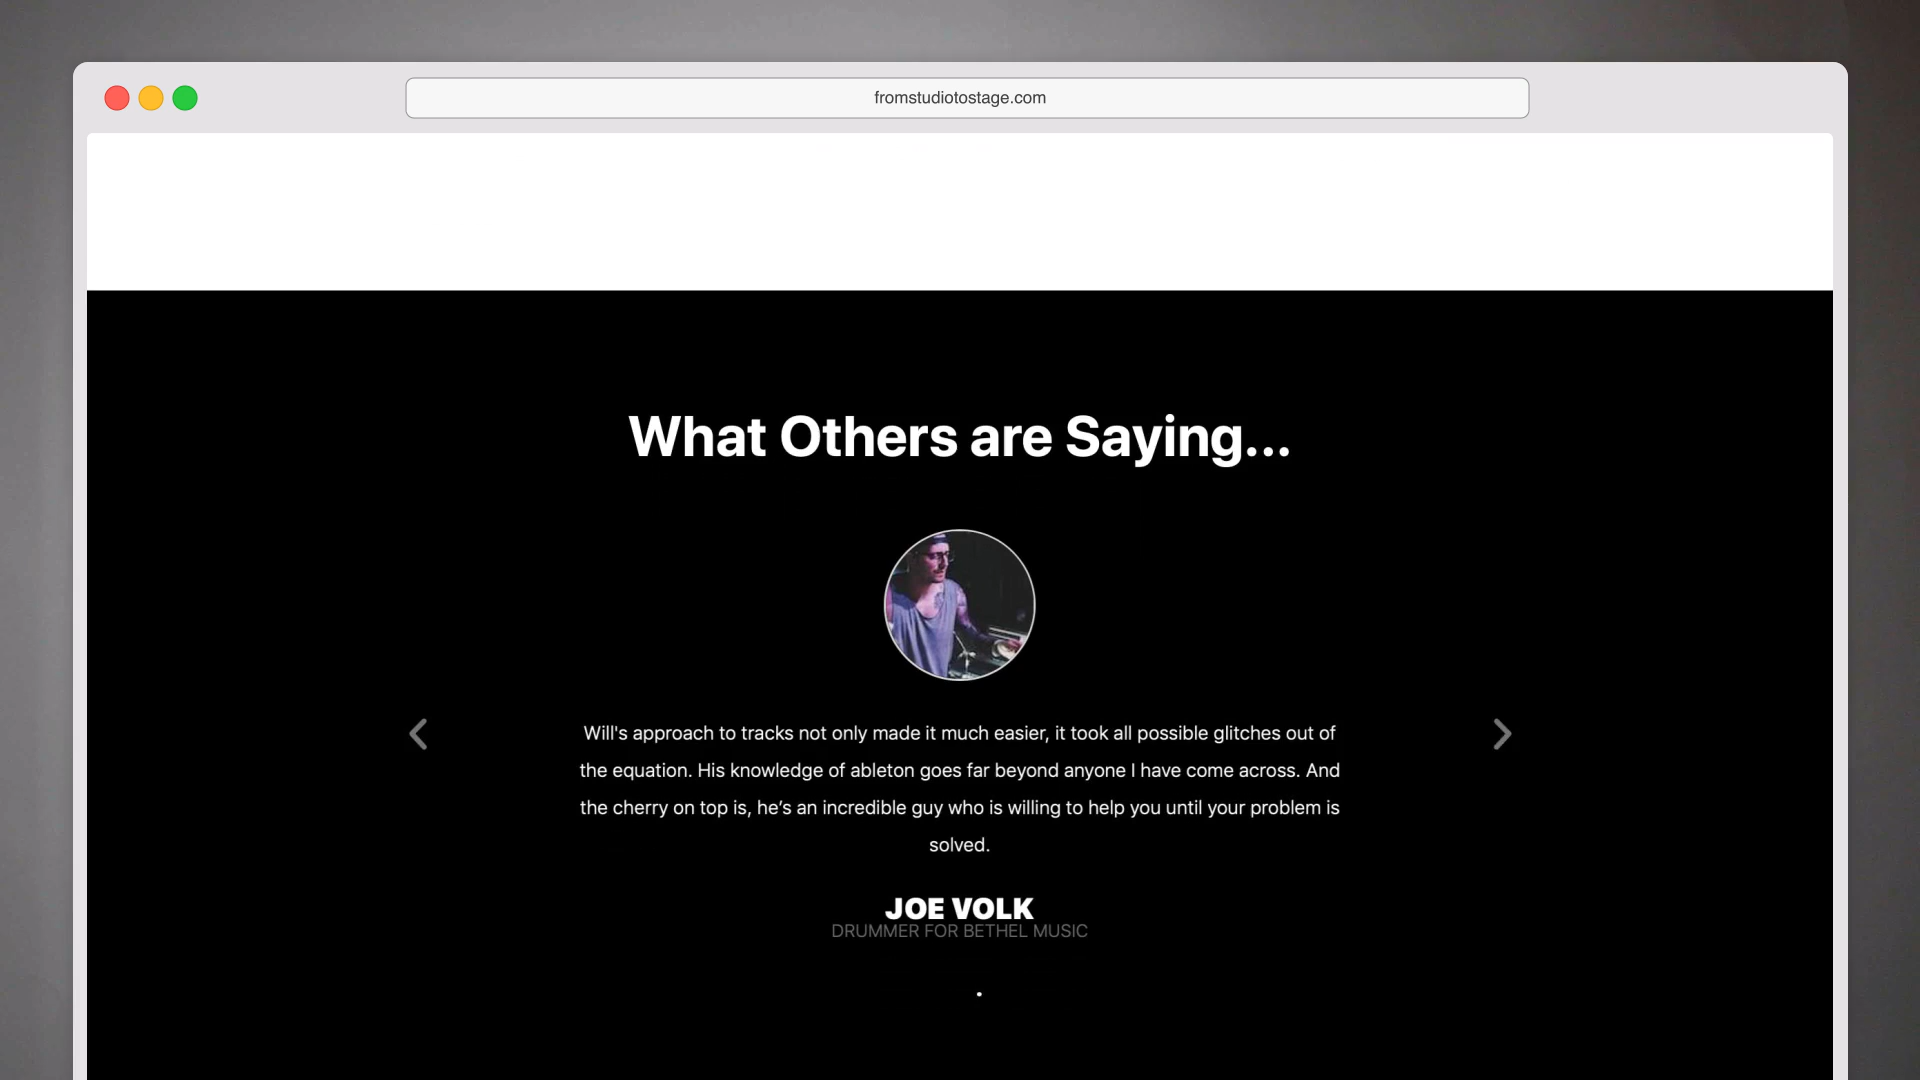 fromstudiotostage.com
What Others are Saying...
Will's approach to tracks not only made it much easier, it took all possible glitches out of
the equation. His knowledge of ableton goes far beyond anyone I have come across. And
the cherry on top is, he’s an incredible guy who is willing to help you until your problem is
solved.
JOE VOLK
DRUMMER FOR BETHEL MUSIC